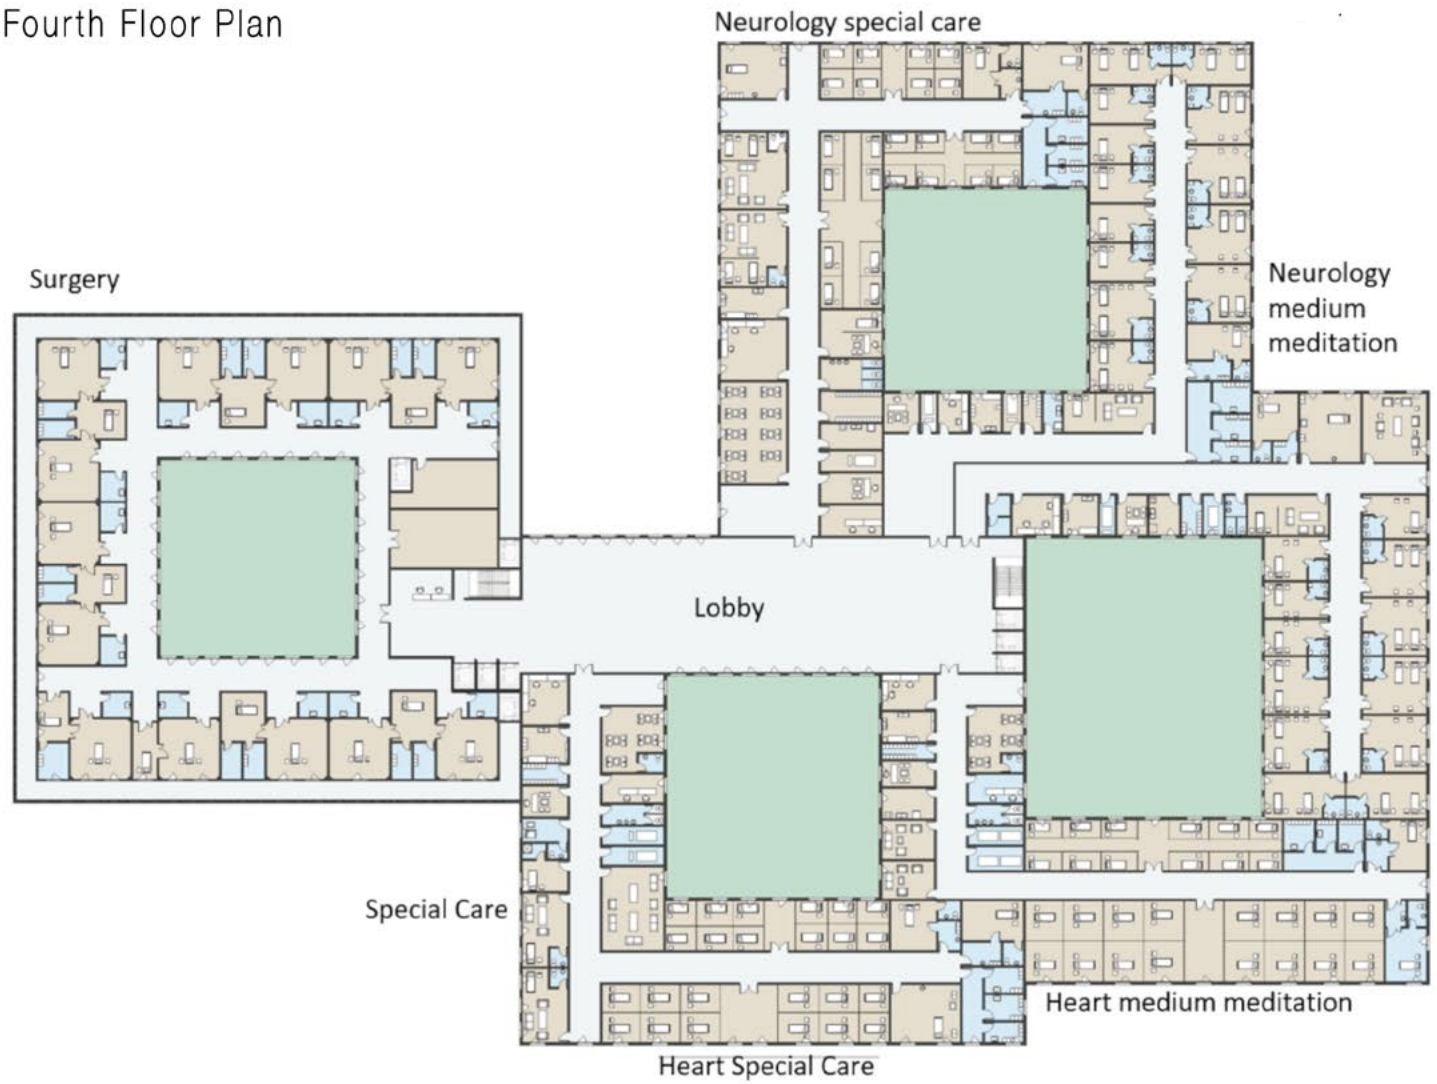 Fourth Floor Plan
Neurology special care
Surgery
Neurology
medium
meditation
Lobby
Special Care
Heart medium meditation
Heart Special Care